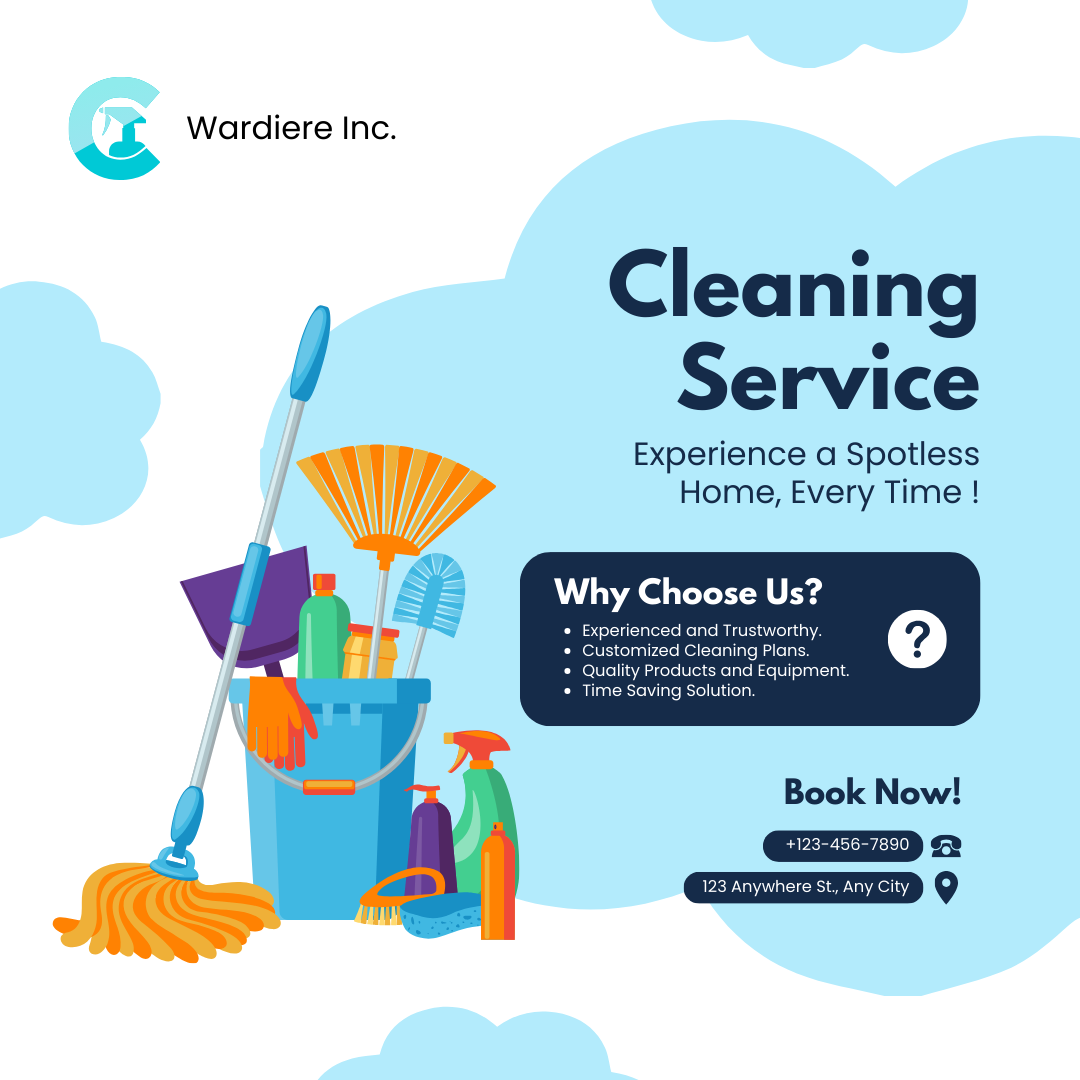 Wardiere Inc.
Cleaning
Service
Experience a Spotless
Home, Every Time !
Why Choose Us?
• Experienced and Trustworthy.
• Customized Cleaning Plans.
• Quality Products and Equipment.
• Time Saving Solution.
?
Book Now!
+123-456-7890
123 Anywhere St., Any City